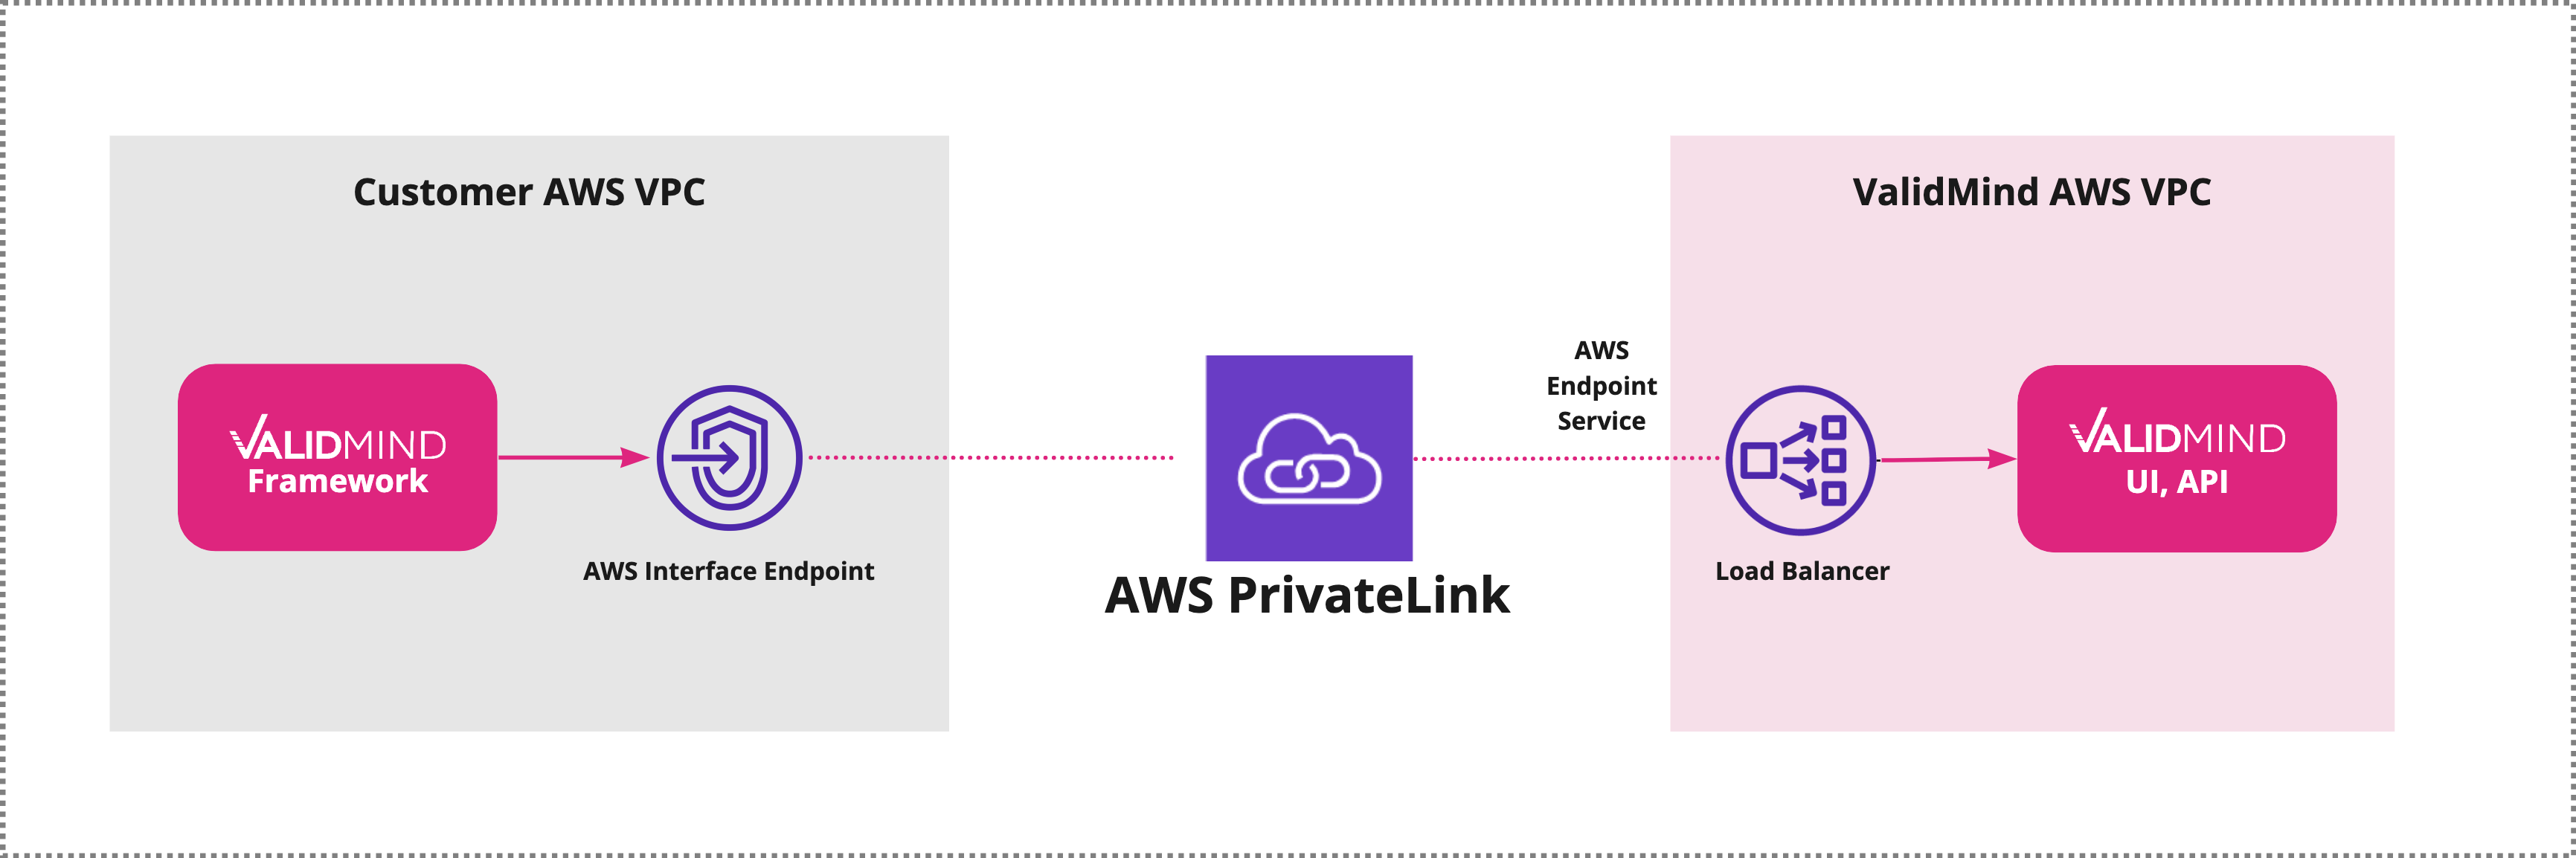 Customer AWS VPC
VALIDMIND
Framework
AWS Interface Endpoint
AWS PrivateLink
AWS
Endpoint
Service
ValidMind AWS VPC
Load Balancer
VALIDMIND
UI, API